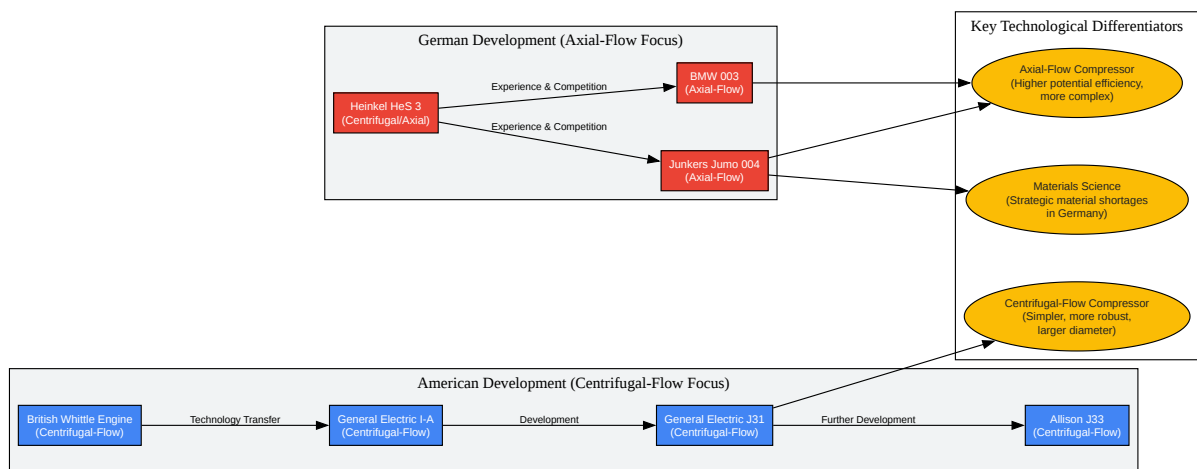 Key Technological Differentiators
German Development (Axial-Flow Focus)
Axial-Flow Compressor
(Higher potential efficiency,
more complex)
BMW 003
(Axial-Flow)
Experience & Competition
Heinkel HeS 3
(Centrifugal/Axial)
Experience & Competition
Junkers Jumo 004
(Axial-Flow)
Materials Science
(Strategic material shortages
in Germany)
Centrifugal-Flow Compressor
(Simpler, more robust,
larger diameter)
American Development (Centrifugal-Flow Focus)
British Whittle Engine
(Centrifugal-Flow)
Technology Transfer
General Electric I-A
(Centrifugal-Flow)
Development
General Electric J31
(Centrifugal-Flow)
Further Development
Allison J33
(Centrifugal-Flow)